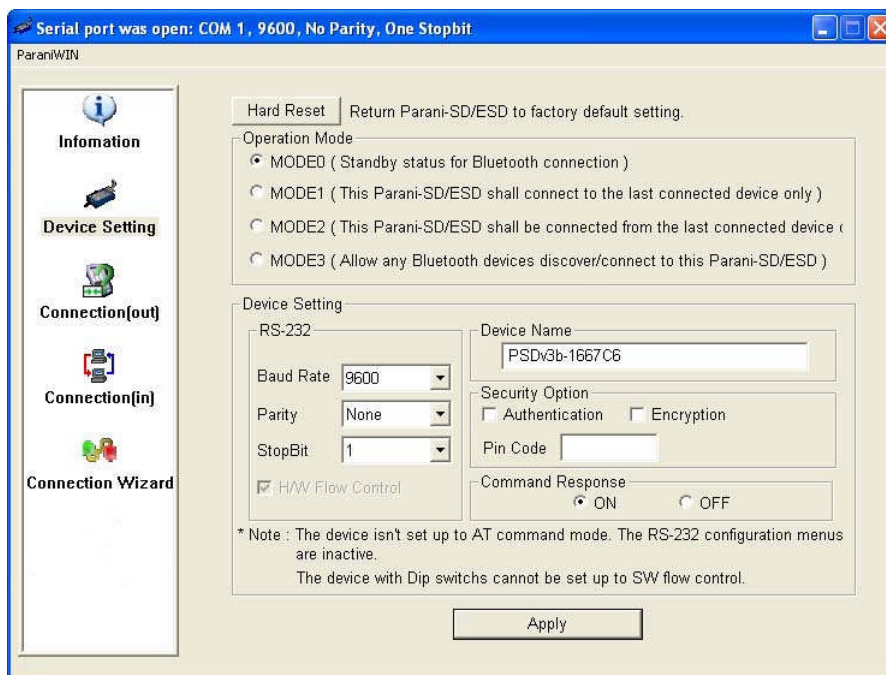 Serial port was open: COM 1, 9600, No Parity, One Stopbit
ParaniWIN
Infomation
Device Setting
Connection(out)
Connection(in)
Connection Wizard
Hard Reset Return Parani-SD/ESD to factory default setting.
Operation Mode
MODE0 ( Standby status for Bluetooth connection )
MODE1 ( This Parani-SD/ESD shall connect to the last connected device only )
MODE2 ( This Parani-SD/ESD shall be connected from the last connected device
MODE3 ( Allow any Bluetooth devices discover/connect to this Parani-SD/ESD )
Device Setting
RS-232
Baud Rate 9600
Parity None
StopBit 1
H/W Flow Control
Device Name
PSDv3b-1667C6
Security Option
Authentication Encryption
Pin Code
Command Response
ON OFF
* Note : The device isn't set up to AT command mode. The RS-232 configuration menus
are inactive.
The device with Dip switchs cannot be set up to SW flow control.
Apply